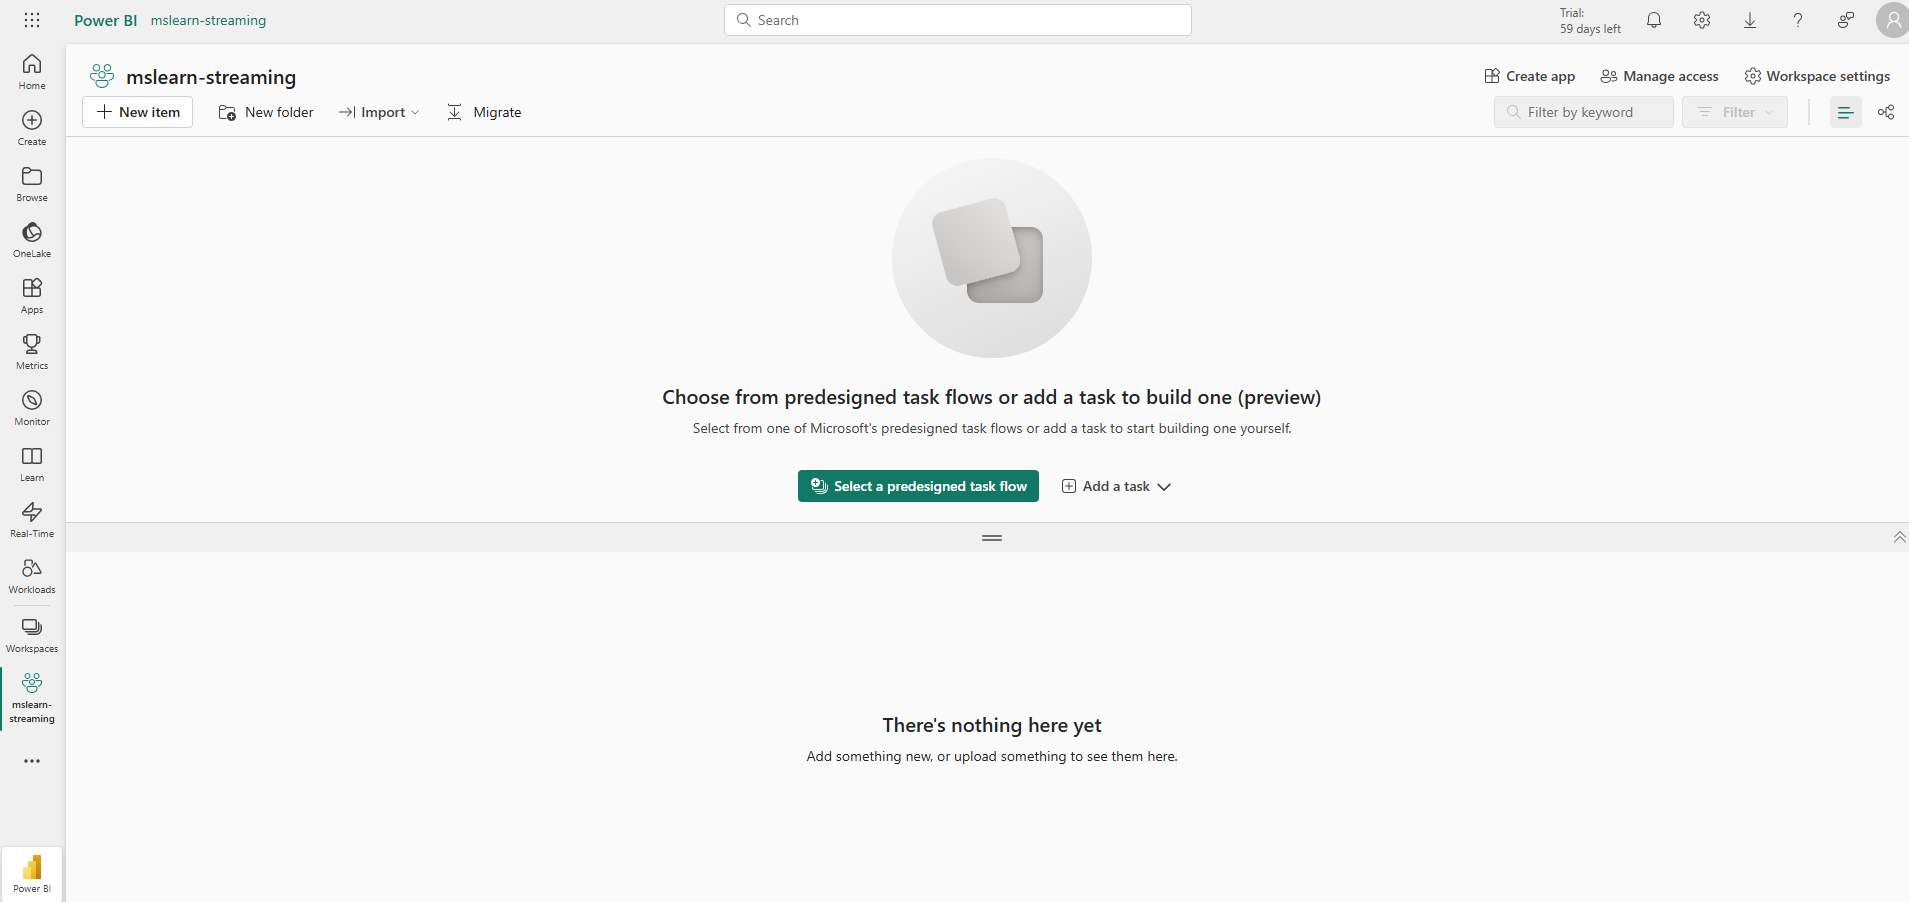 Power BI mslearn-streaming
Search
Trial:
59 days left
Home
Create
Browse
OneLake
Apps
Metrics
Monitor
Learn
Real-Time
Workloads
Workspaces
mslearn-
streaming
Power BI
mslearn-streaming
Create app Manage access Workspace settings
New item New folder Import Migrate
Filter by keyword Filter
Choose from predesigned task flows or add a task to build one (preview)
Select from one of Microsoft's predesigned task flows or add a task to start building one yourself.
Select a predesigned task flow Add a task
There's nothing here yet
Add something new, or upload something to see them here.